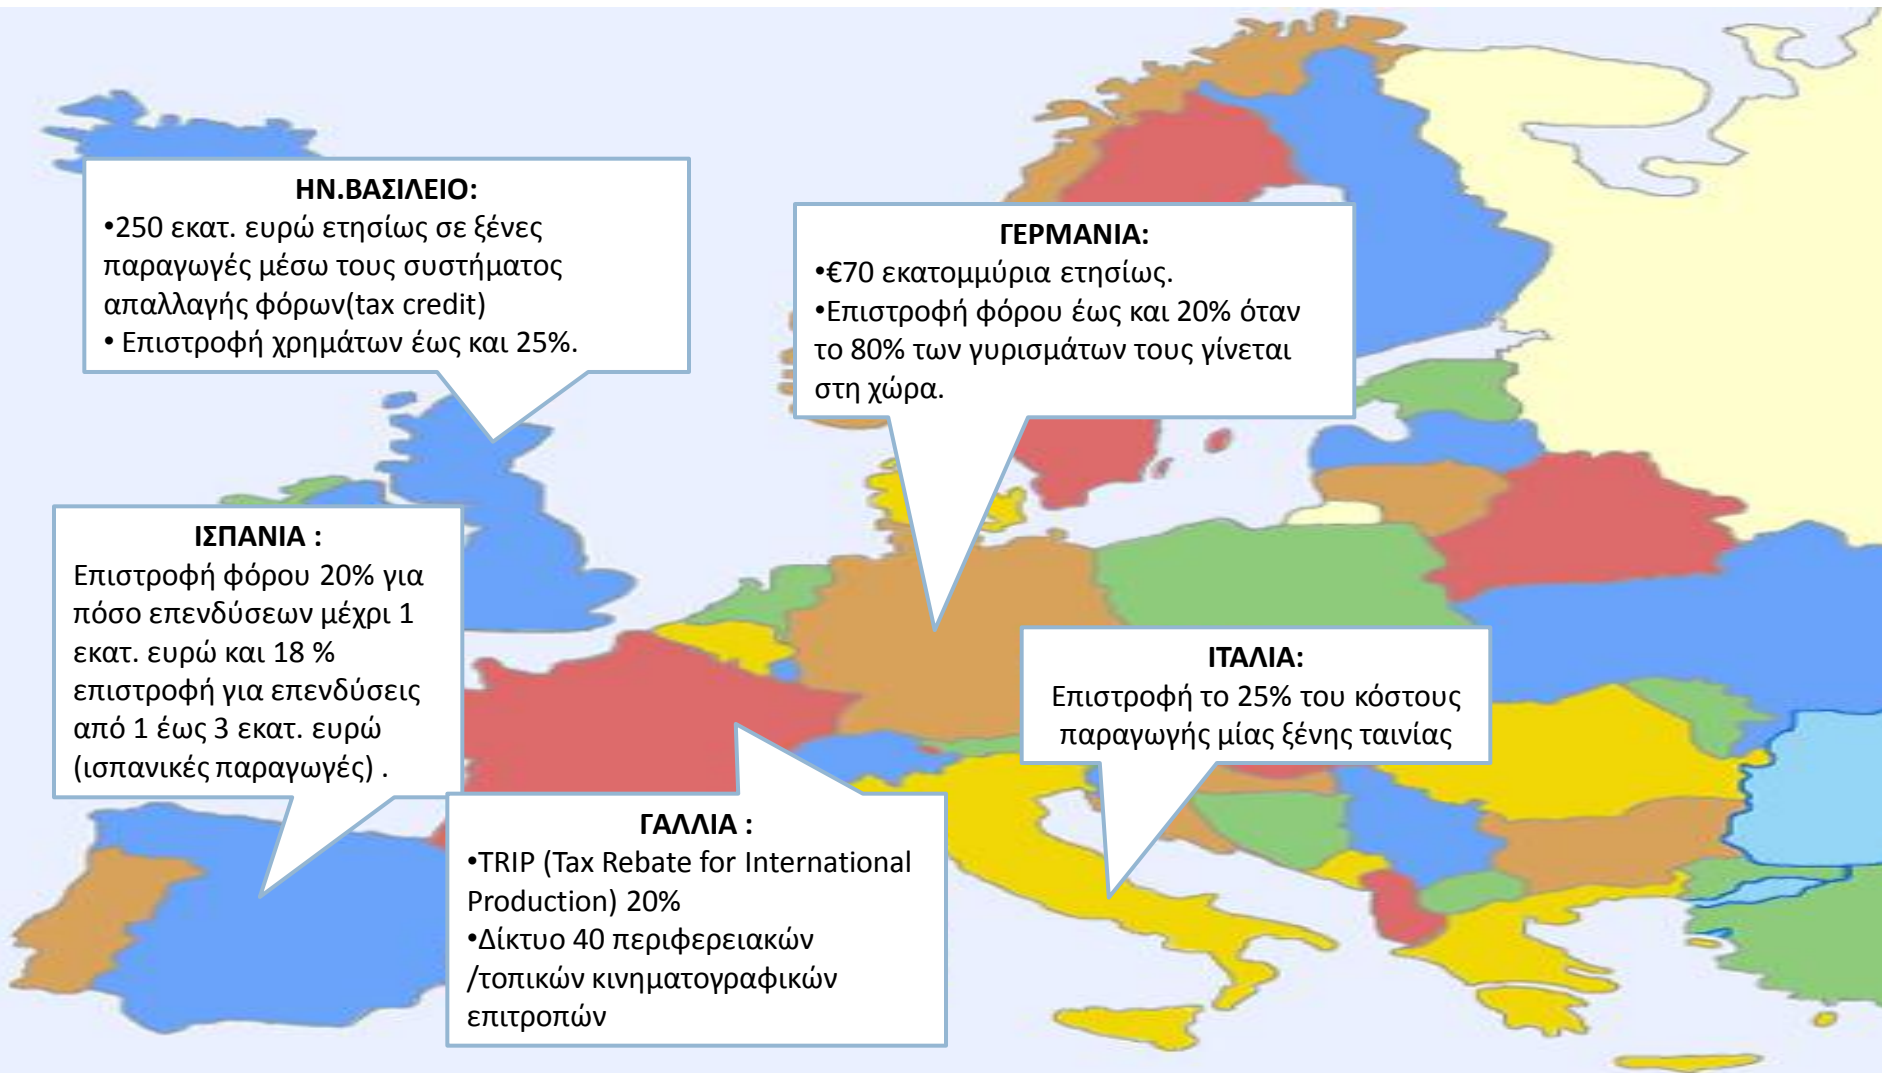 ΗΝ.ΒΑΣΙΛΕΙΟ:
•250 εκατ. ευρώ ετησίως σε ξένες
παραγωγές μέσω τους συστήματος
απαλλαγής φόρων(tax credit)
• Επιστροφή χρημάτων έως και 25%.
ΓΕΡΜΑΝΙΑ:
•€70 εκατομμύρια ετησίως.
•Επιστροφή φόρου έως και 20% όταν
το 80% των γυρισμάτων τους γίνεται
στη χώρα.
ΙΣΠΑΝΙΑ :
Επιστροφή φόρου 20% για
πόσο επενδύσεων μέχρι 1
εκατ. ευρώ και 18 %
επιστροφή για επενδύσεις
από 1 έως 3 εκατ. ευρώ
(ισπανικές παραγωγές) .
ΙΤΑΛΙΑ:
Επιστροφή το 25% του κόστους
παραγωγής μίας ξένης ταινίας
ΓΑΛΛΙΑ :
•TRIP (Tax Rebate for International
Production) 20%
•Δίκτυο 40 περιφερειακών
/τοπικών κινηματογραφικών
επιτροπών